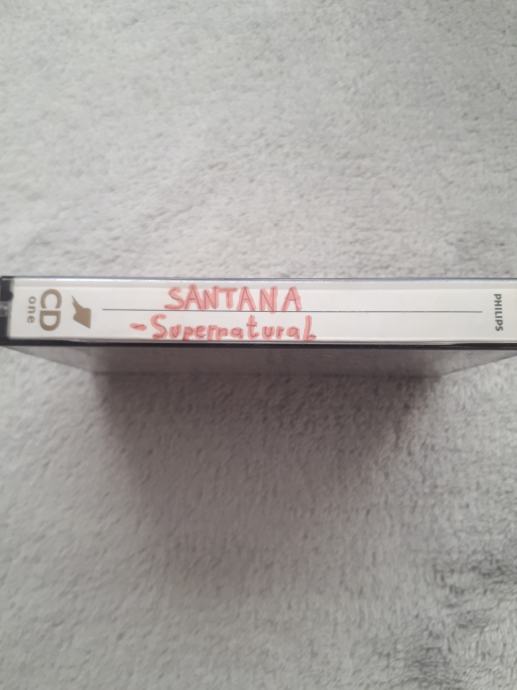 CD
one
SANTANA
-Supernatural
PHILIPS